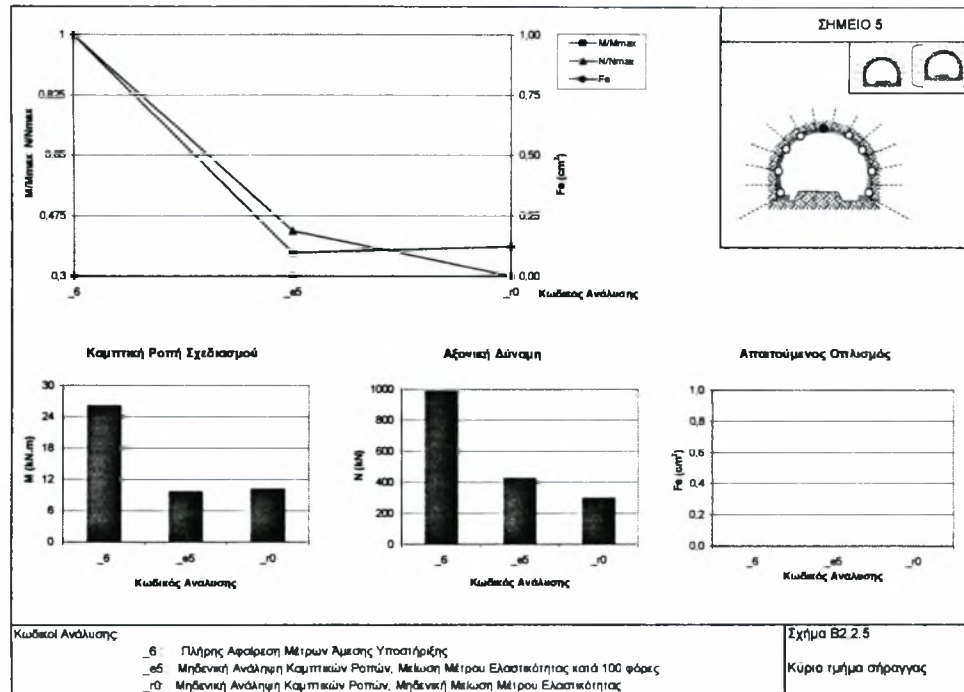 ΣΗΜΕΙΟ 5
M/Mmax N/Nmax
1
0,825
0,65
0,475
0,3
1,00
0,75
0,50
0,25
0,00
Fe (cm²)
M/Mmax
N/Nmax
Fe
_6
_e5
_r0
Κωδικός Ανάλυσης
Καμπτική Ροπή Σχεδιασμού
M (kN.m)
30
24
18
12
6
0
_6
_e5
_r0
Κωδικός Ανάλυσης
Αξονική Δύναμη
N (kN)
1000
800
600
400
200
0
_6
_e5
_r0
Κωδικός Ανάλυσης
Απαιτούμενος Οπλισμός
Fe (cm²)
1,0
0,8
0,6
0,4
0,2
0,0
_6
_e5
_r0
Κωδικός Ανάλυσης
Κωδικοί Ανάλυσης:
_6 : Πλήρης Αφαίρεση Μέτρων Άμεσης Υποστήριξης
_e5: Μηδενική Ανάληψη Καμπτικών Ροπών, Μείωση Μέτρου Ελαστικότητας κατά 100 φόρες
_r0: Μηδενική Ανάληψη Καμπτικών Ροπών, Μηδενική Μείωση Μέτρου Ελαστικότητας
Σχήμα Β2.2.5
Κύριο τμήμα σήραγγας